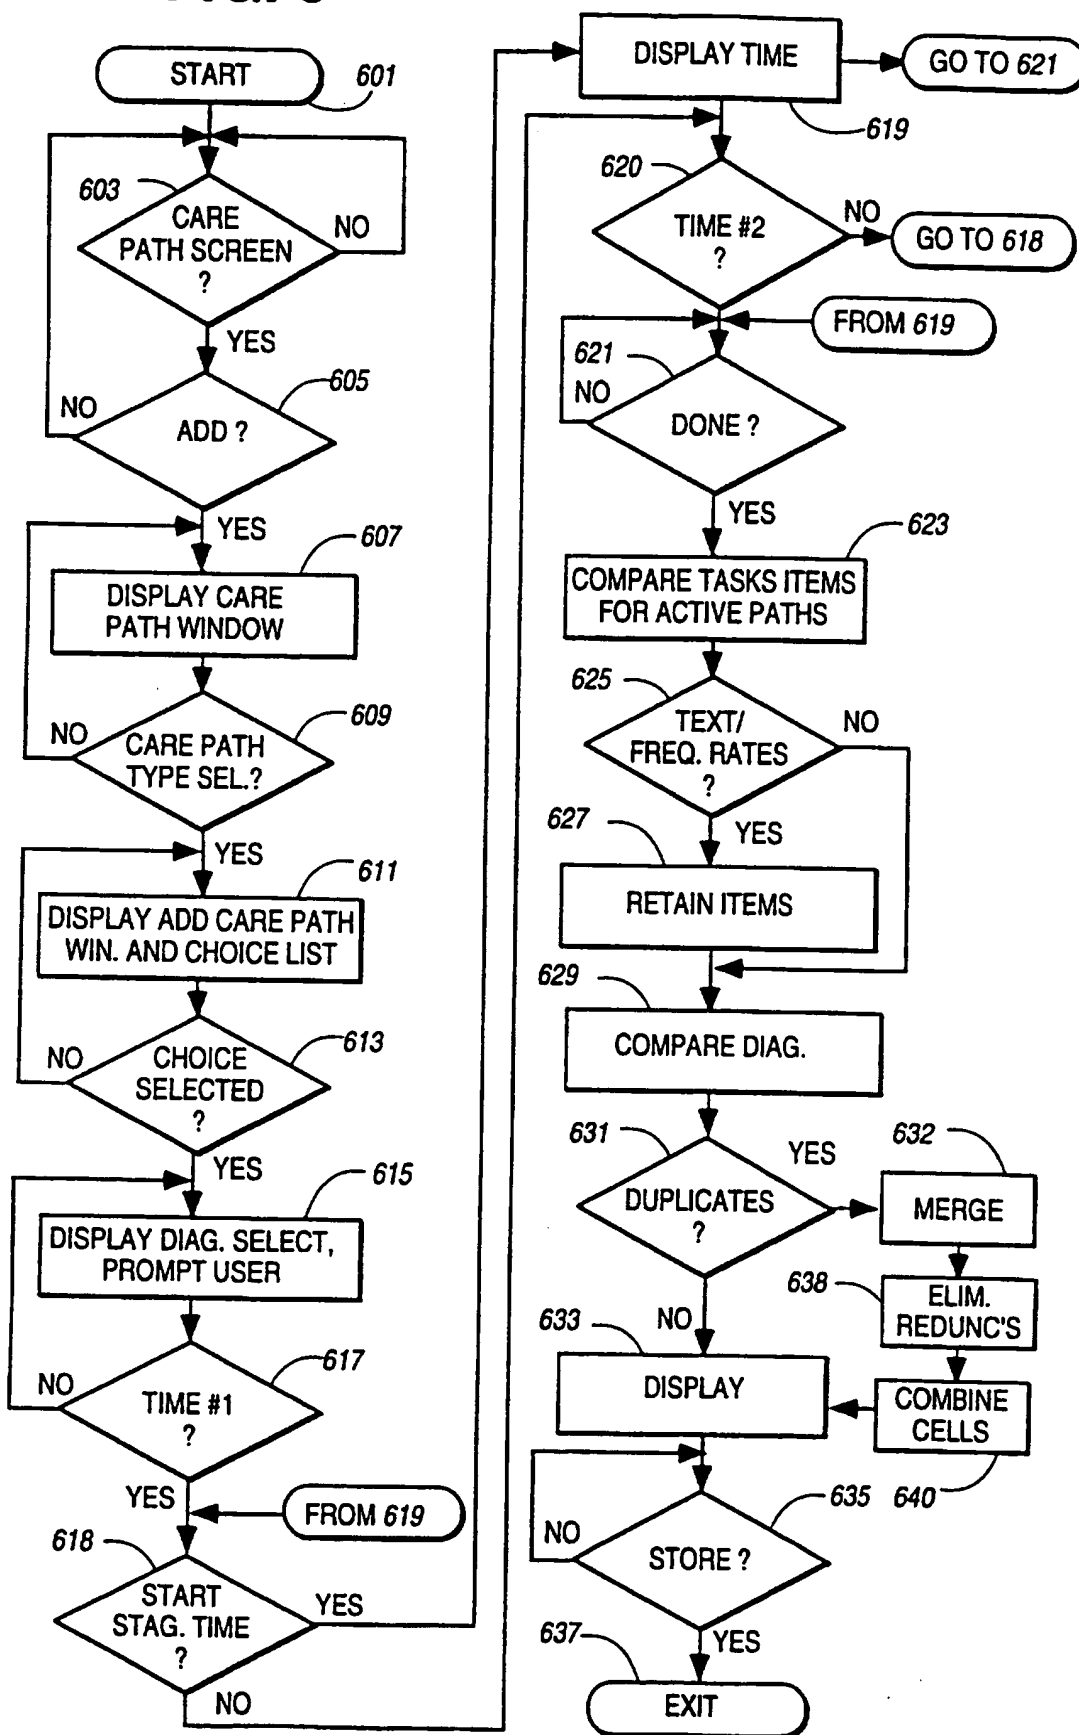 START
601
603
CARE
PATH SCREEN
?
NO
YES
605
NO
ADD ?
YES
607
DISPLAY CARE
PATH WINDOW
609
NO
CARE PATH
TYPE SEL.?
YES
611
DISPLAY ADD CARE PATH
WIN. AND CHOICE LIST
613
NO
CHOICE
SELECTED
?
YES
615
DISPLAY DIAG. SELECT,
PROMPT USER
617
NO
TIME #1
?
YES
FROM 619
618
START
STAG. TIME
?
YES
NO
DISPLAY TIME
GO TO 621
619
620
TIME #2
?
NO
GO TO 618
FROM 619
621
NO
DONE ?
YES
623
COMPARE TASKS ITEMS
FOR ACTIVE PATHS
625
TEXT/
FREQ. RATES
?
NO
YES
627
RETAIN ITEMS
629
COMPARE DIAG.
631
DUPLICATES
?
YES
632
MERGE
638
ELIM.
REDUNC'S
NO
633
DISPLAY
COMBINE
CELLS
640
635
NO
STORE ?
YES
637
EXIT